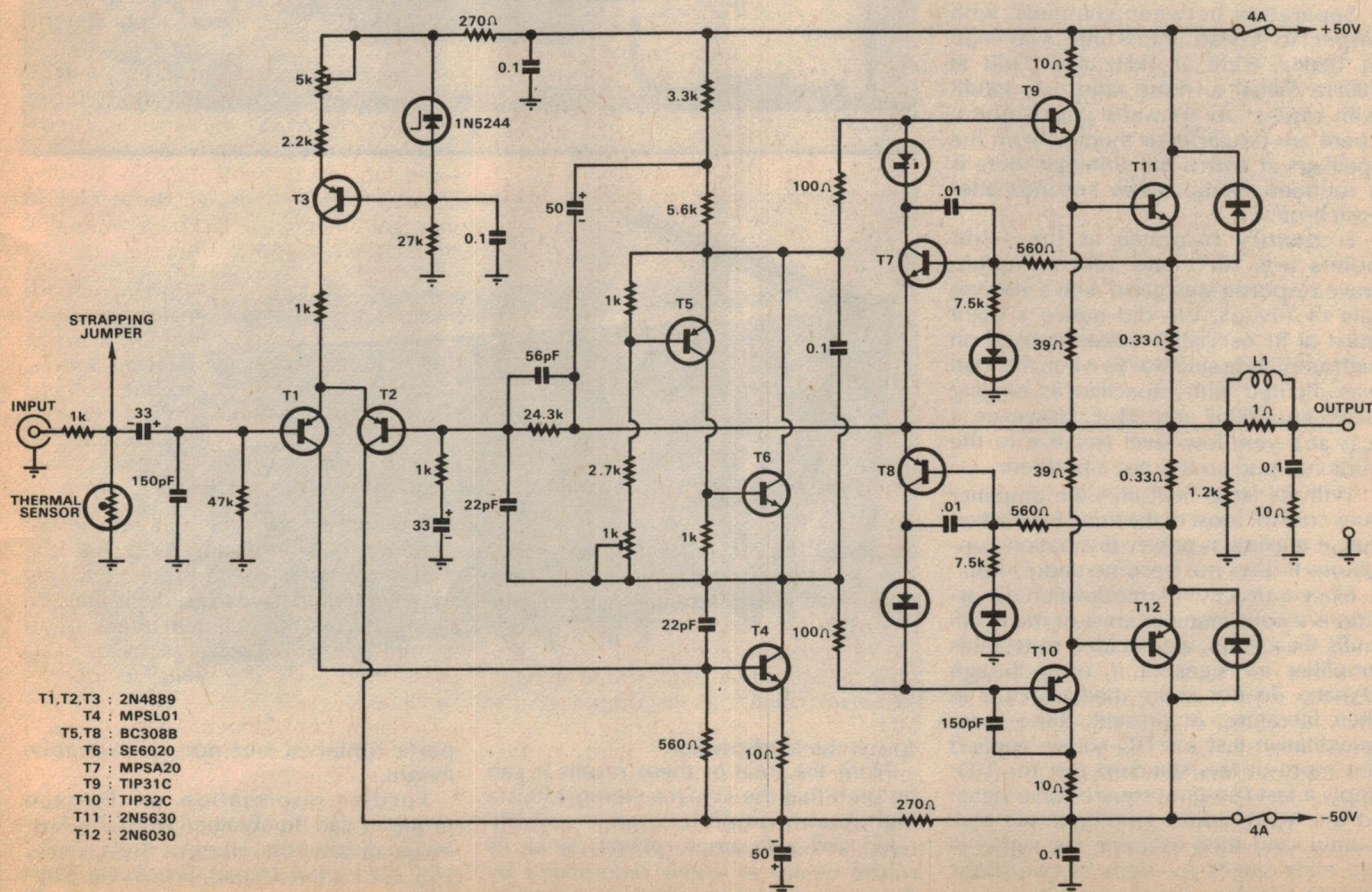 270Ω
4A
+50V
5k
0.1
3.3k
10Ω
T9
1N5244
2.2k
T11
100Ω
.01
T3
50
+
-
5.6k
27k
0.1
T7
560Ω
1k
1k
T5
7.5k
STRAPPING
JUMPER
39Ω
0.33Ω
56pF
0.1
L1
INPUT
1k
33
- +
T1
T2
24.3k
1Ω
OUTPUT
THERMAL
SENSOR
150pF
47k
1k
33
+
-
22pF
2.7k
T6
T8
39Ω
0.33Ω
0.1
1.2k
10Ω
.01
560Ω
1k
1k
7.5k
22pF
T4
100Ω
T12
T10
150pF
560Ω
10Ω
10Ω
270Ω
-50V
4A
50
-
+
0.1
T1,T2,T3 : 2N4889
T4 : MPSL01
T5,T8 : BC308B
T6 : SE6020
T7 : MPSA20
T9 : TIP31C
T10 : TIP32C
T11 : 2N5630
T12 : 2N6030